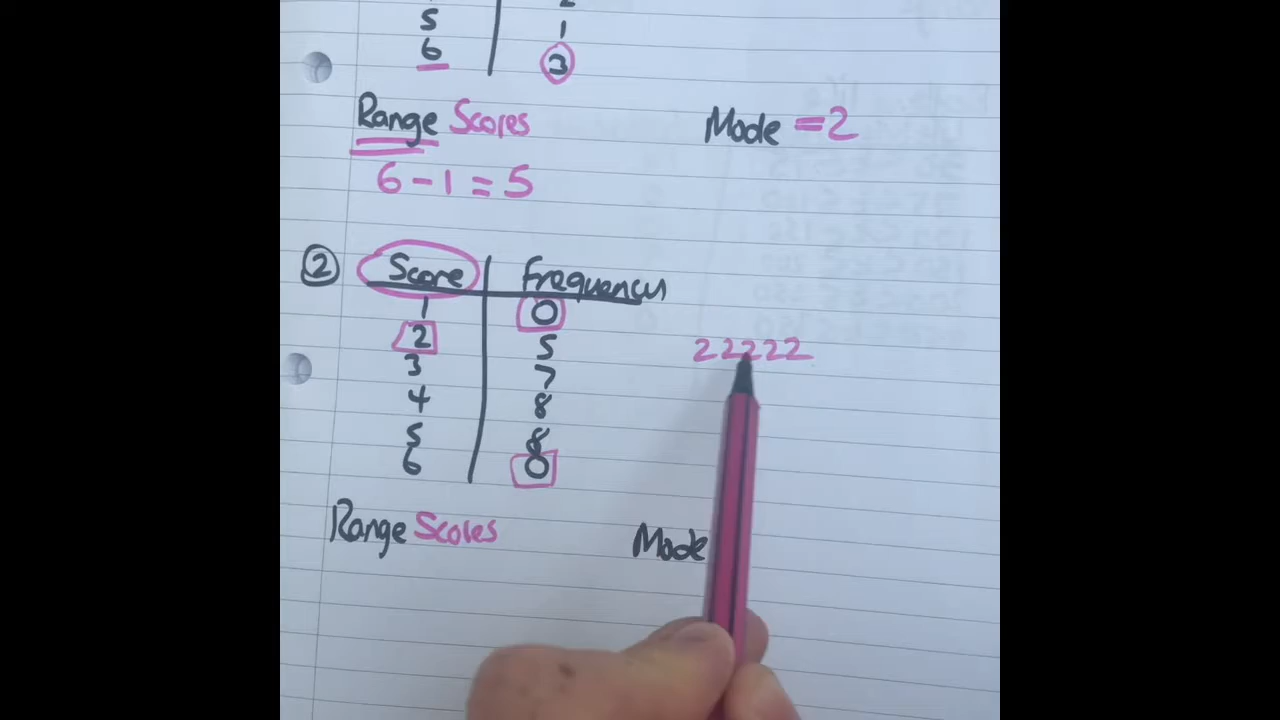 5 | 1
6 | 3
Range Scores Mode = 2
6 - 1 = 5
② Score | Frequency
1 | 0
2 | 5 22222
3 | 7
4 | 8
5 | 8
6 | 0
Range Scores Mode